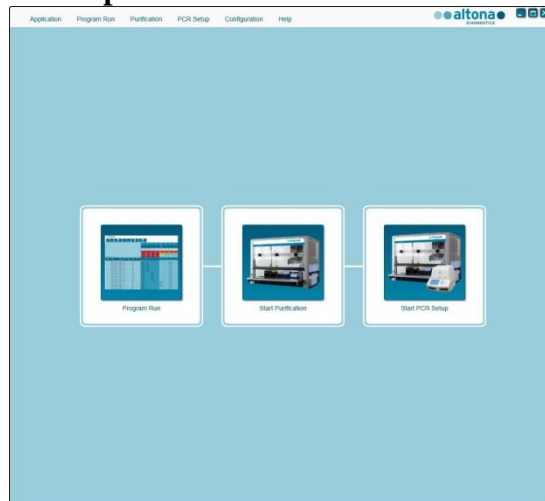 Application Program Run Purification PCR Setup Configuration Help
altona
DIAGNOSTICS
Program Run Start Purification Start PCR Setup